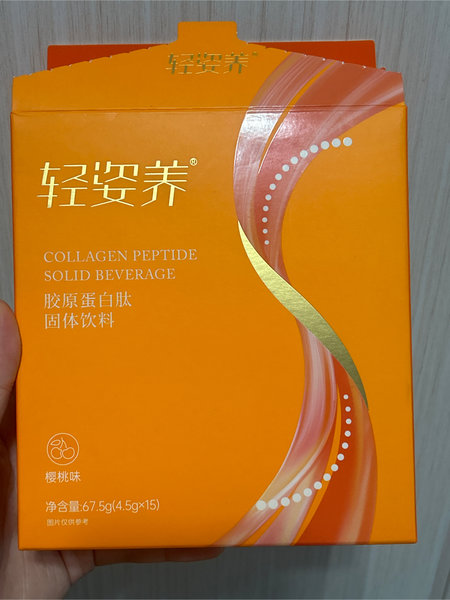 轻姿养®
轻姿养®
COLLAGEN PEPTIDE
SOLID BEVERAGE
胶原蛋白肽
固体饮料
樱桃味
净含量:67.5g(4.5g×15)
图片仅供参考